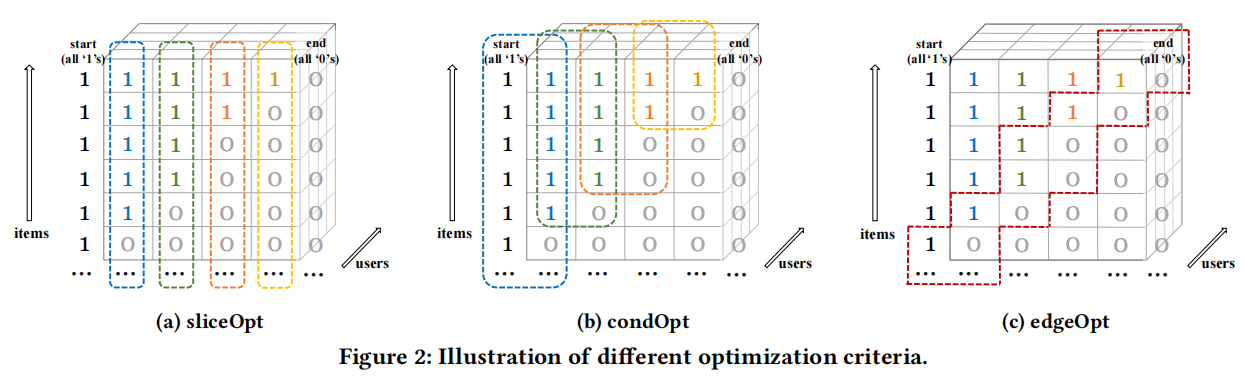 start
(all ‘1’s)
end
(all ‘0’s)
1 1 1 1 1 0
1 1 1 1 0 0
1 1 1 0 0 0
1 1 1 0 0 0
1 1 0 0 0 0
1 0 0 0 0 0
... ... ... ... ... ...
items
users
(a) sliceOpt
start
(all ‘1’s)
end
(all ‘0’s)
1 1 1 1 1 0
1 1 1 1 0 0
1 1 1 0 0 0
1 1 1 0 0 0
1 1 0 0 0 0
1 0 0 0 0 0
... ... ... ... ... ...
items
users
(b) condOpt
start
(all ‘1’s)
end
(all ‘0’s)
1 1 1 1 1 0
1 1 1 1 0 0
1 1 1 0 0 0
1 1 1 0 0 0
1 1 0 0 0 0
1 0 0 0 0 0
... ... ... ... ... ...
items
users
(c) edgeOpt
Figure 2: Illustration of different optimization criteria.